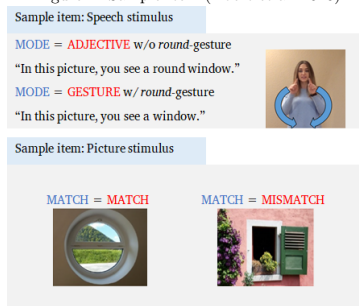 Sample item: Speech stimulus
MODE = ADJECTIVE w/o round-gesture
“In this picture, you see a round window.”
MODE = GESTURE w/ round-gesture
“In this picture, you see a window.”
Sample item: Picture stimulus
MATCH = MATCH MATCH = MISMATCH